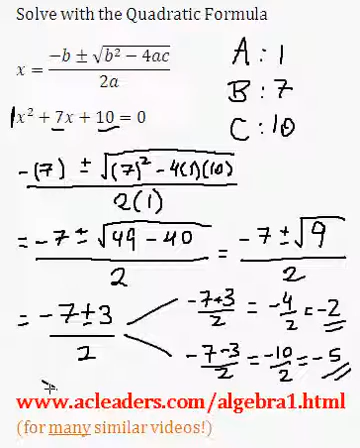 Solve with the Quadratic Formula
x = (-b ± √(b² − 4ac)) / 2a
A : 1
B : 7
C : 10
1x² + 7x + 10 = 0
(-(7) ± √((7)² - 4(1)(10))) / 2(1)
= (-7 ± √(49 - 40)) / 2 = (-7 ± √9) / 2
= (-7 ± 3) / 2
(-7+3)/2 = -4/2 = -2
(-7-3)/2 = -10/2 = -5
www.acleaders.com/algebra1.html
(for many similar videos!)